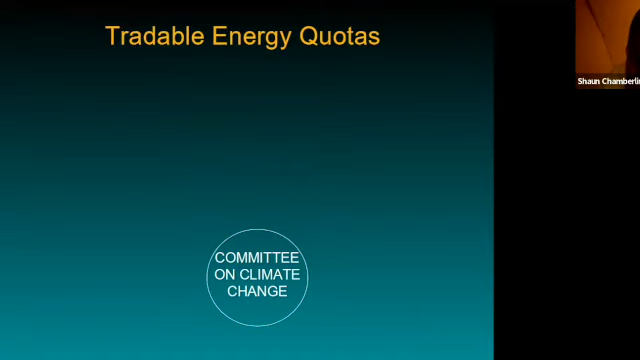 Tradable Energy Quotas
Shaun Chamberlin
COMMITTEE
ON CLIMATE
CHANGE